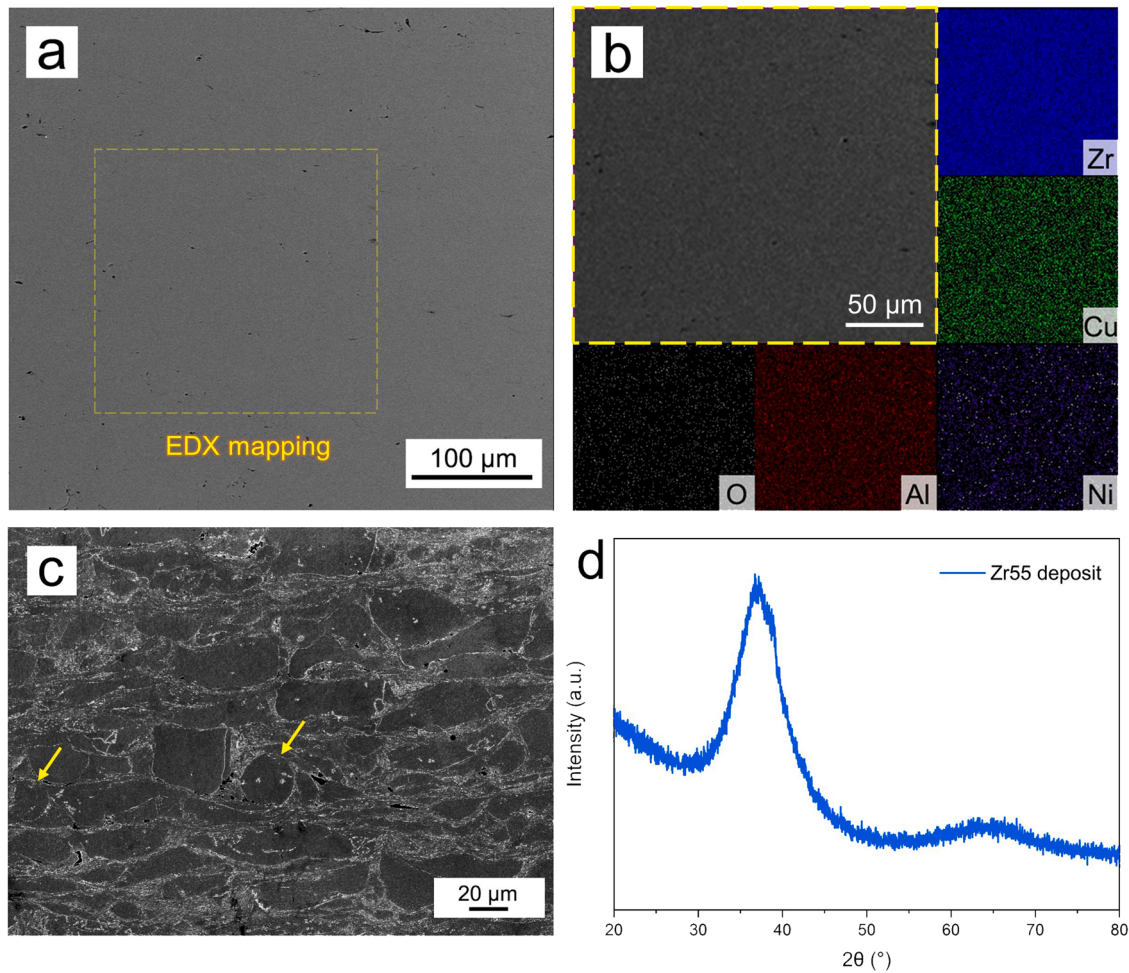 a
EDX mapping
100 µm
b
50 µm
Zr
Cu
O
Al
Ni
c
20 µm
d
Zr55 deposit
Intensity (a.u.)
20 30 40 50 60 70 80
2θ (°)